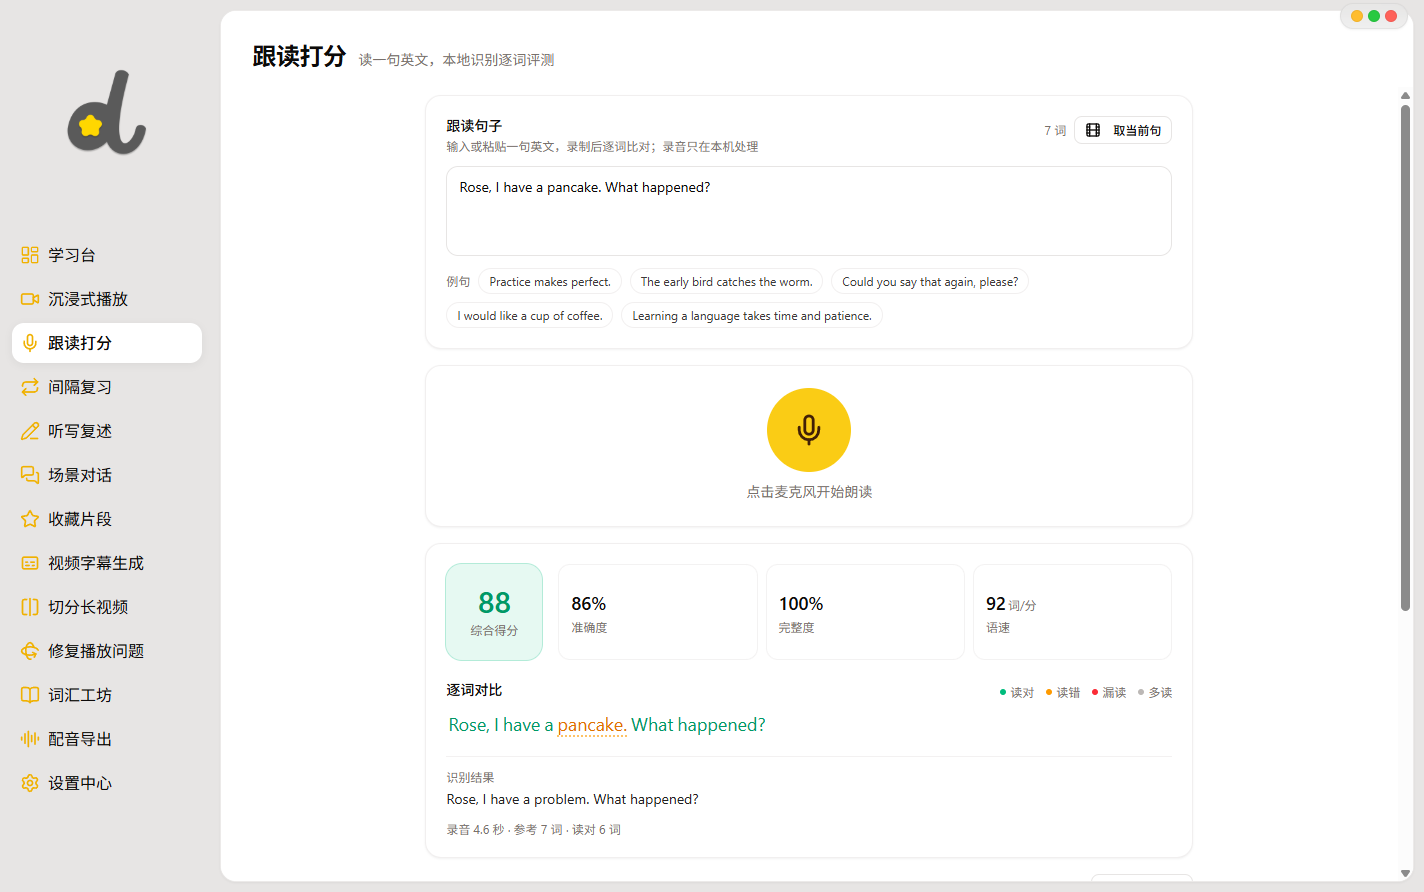 跟读打分 读一句英文，本地识别逐词评测
学习台
沉浸式播放
跟读打分
间隔复习
听写复述
场景对话
收藏片段
视频字幕生成
切分长视频
修复播放问题
词汇工坊
配音导出
设置中心
跟读句子
输入或粘贴一句英文，录制后逐词比对；录音只在本机处理
7 词 取当前句
Rose, I have a pancake. What happened?
例句 Practice makes perfect. The early bird catches the worm. Could you say that again, please?
I would like a cup of coffee. Learning a language takes time and patience.
点击麦克风开始朗读
88
综合得分
86%
准确度
100%
完整度
92 词/分
语速
逐词对比
读对 读错 漏读 多读
Rose, I have a pancake. What happened?
识别结果
Rose, I have a problem. What happened?
录音 4.6 秒 · 参考 7 词 · 读对 6 词